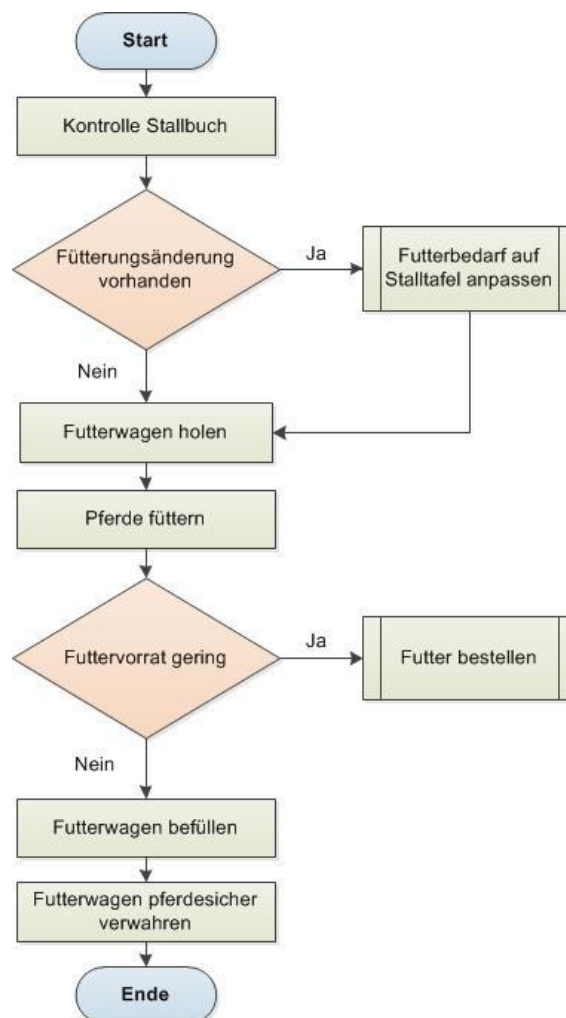 Start
Kontrolle Stallbuch
Fütterungsänderung
vorhanden
Ja
Futterbedarf auf
Stalltafel anpassen
Nein
Futterwagen holen
Pferde füttern
Futtervorrat gering
Ja
Futter bestellen
Nein
Futterwagen befüllen
Futterwagen pferdesicher
verwahren
Ende